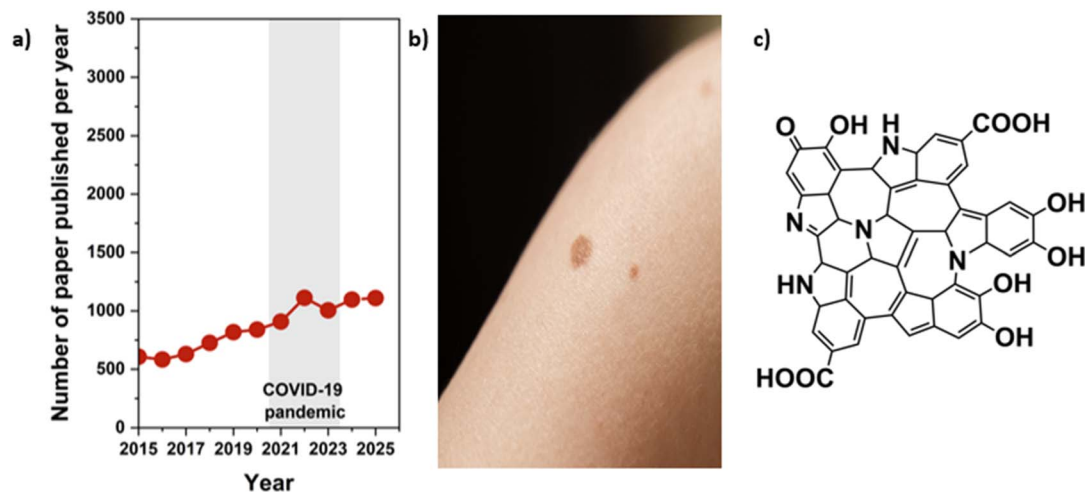 a)
Number of paper published per year
3500
3000
2500
2000
1500
1000
500
0
COVID-19
pandemic
2015 2017 2019 2021 2023 2025
Year
b)
c)
O
OH
H
N
COOH
OH
OH
N
N
N
HN
OH
OH
HOOC